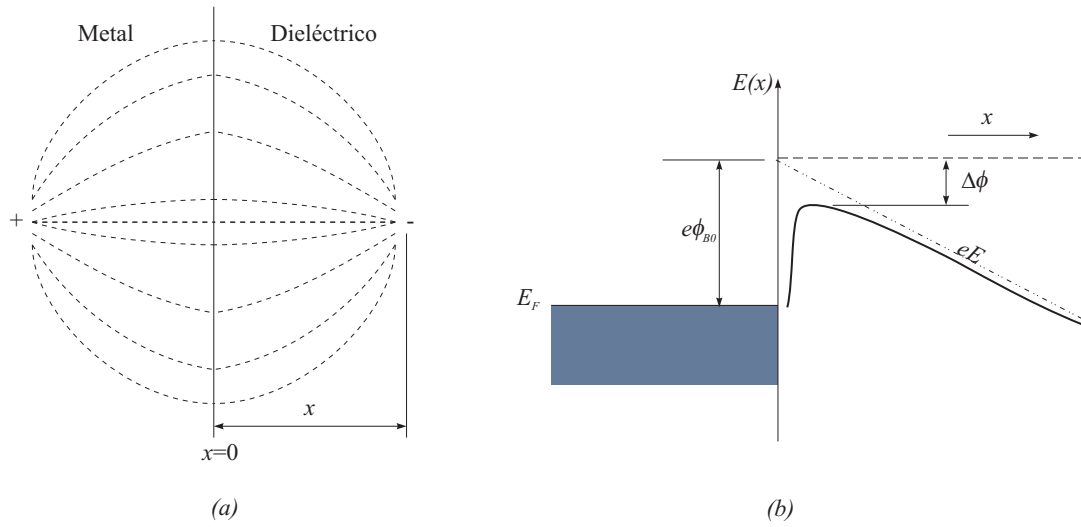 Metal
Dieléctrico
+
-
x
x=0
(a)
E(x)
x
Δϕ
eϕB0
eE
EF
(b)